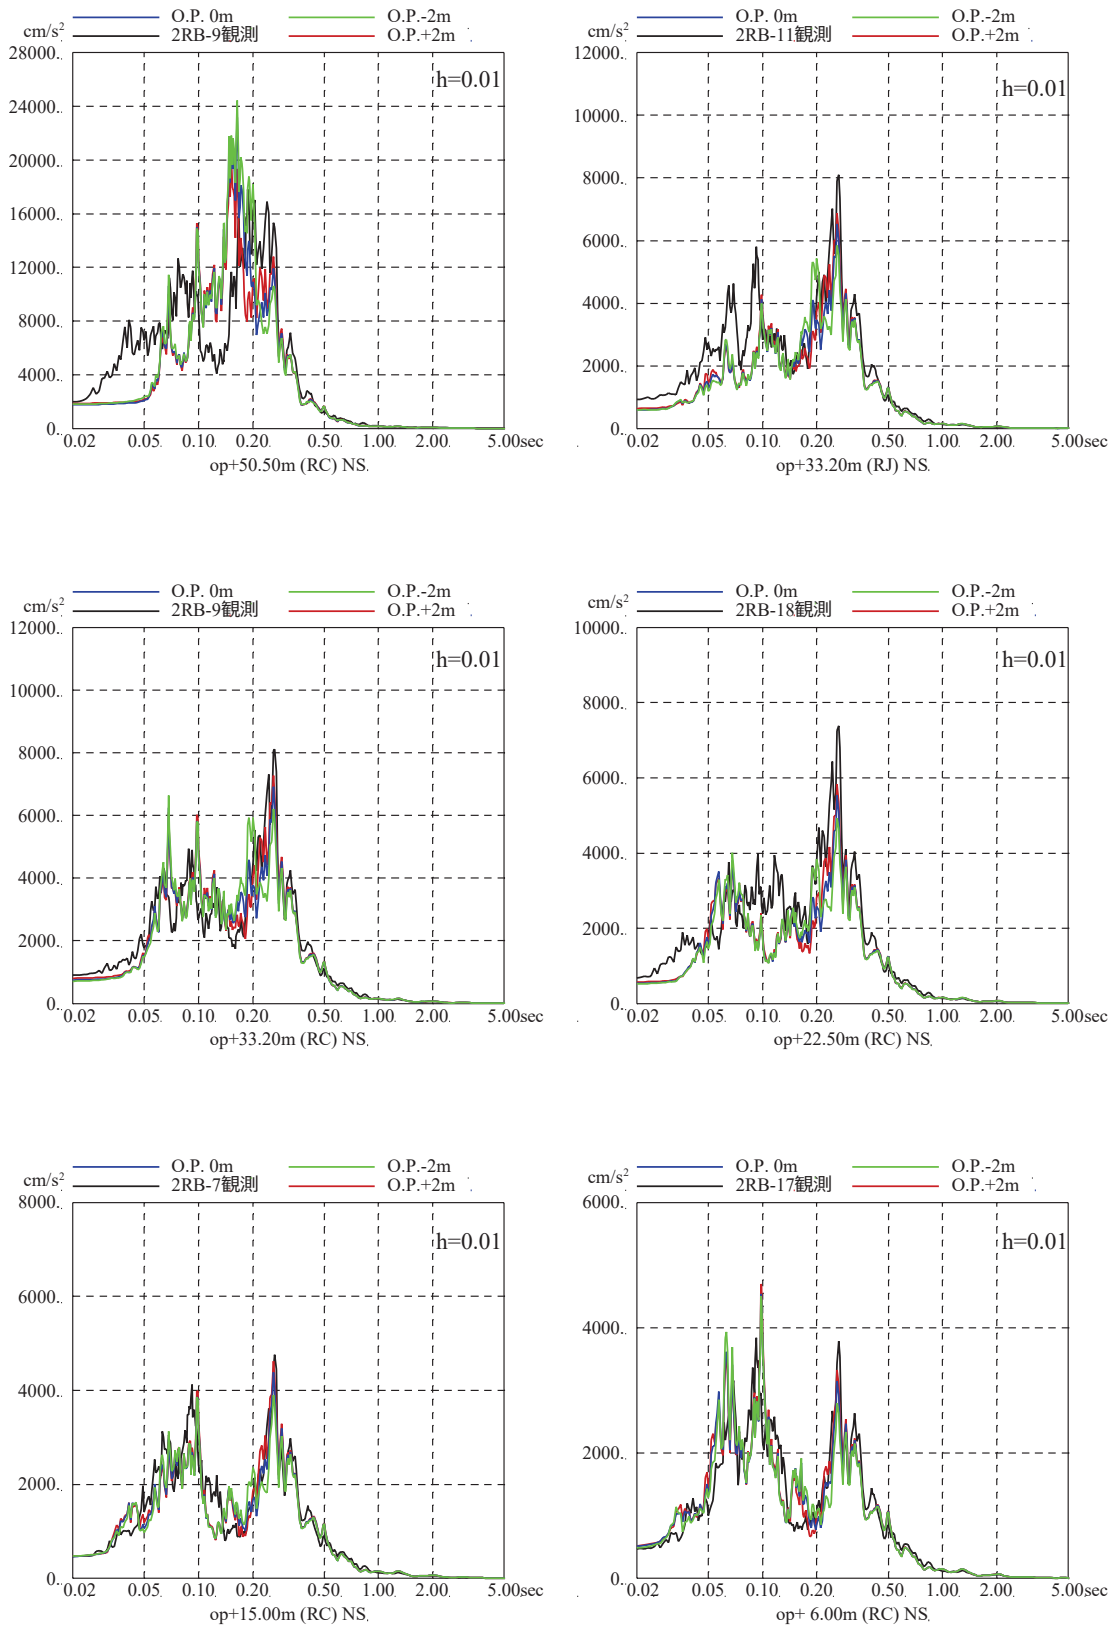 cm/s²
O.P. 0m
O.P.-2m
2RB-9観測
O.P.+2m
h=0.01
28000.
24000.
20000.
16000.
12000.
8000.
4000.
0.
0.02 0.05 0.10 0.20 0.50 1.00 2.00 5.00sec
op+50.50m (RC) NS
cm/s²
O.P. 0m
O.P.-2m
2RB-11観測
O.P.+2m
h=0.01
12000.
10000.
8000.
6000.
4000.
2000.
0.
0.02 0.05 0.10 0.20 0.50 1.00 2.00 5.00sec
op+33.20m (RJ) NS
cm/s²
O.P. 0m
O.P.-2m
2RB-9観測
O.P.+2m
h=0.01
12000.
10000.
8000.
6000.
4000.
2000.
0.
0.02 0.05 0.10 0.20 0.50 1.00 2.00 5.00sec
op+33.20m (RC) NS
cm/s²
O.P. 0m
O.P.-2m
2RB-18観測
O.P.+2m
h=0.01
10000.
8000.
6000.
4000.
2000.
0.
0.02 0.05 0.10 0.20 0.50 1.00 2.00 5.00sec
op+22.50m (RC) NS
cm/s²
O.P. 0m
O.P.-2m
2RB-7観測
O.P.+2m
h=0.01
8000.
6000.
4000.
2000.
0.
0.02 0.05 0.10 0.20 0.50 1.00 2.00 5.00sec
op+15.00m (RC) NS
cm/s²
O.P. 0m
O.P.-2m
2RB-17観測
O.P.+2m
h=0.01
6000.
4000.
2000.
0.
0.02 0.05 0.10 0.20 0.50 1.00 2.00 5.00sec
op+ 6.00m (RC) NS